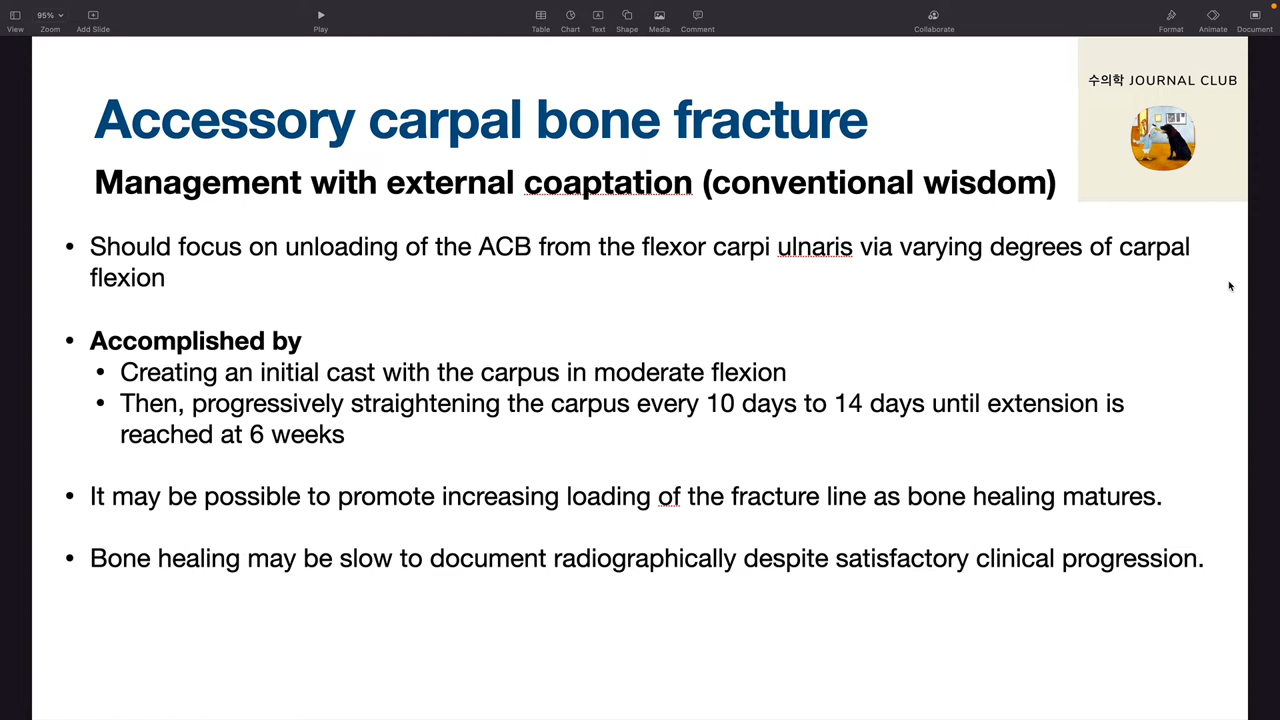 95%
View
Zoom
Add Slide
Play
Table
Chart
Text
Shape
Media
Comment
Collaborate
Format
Animate
Document
수의학 JOURNAL CLUB
Accessory carpal bone fracture
Management with external coaptation (conventional wisdom)
• Should focus on unloading of the ACB from the flexor carpi ulnaris via varying degrees of carpal
flexion
• Accomplished by
• Creating an initial cast with the carpus in moderate flexion
• Then, progressively straightening the carpus every 10 days to 14 days until extension is
reached at 6 weeks
• It may be possible to promote increasing loading of the fracture line as bone healing matures.
• Bone healing may be slow to document radiographically despite satisfactory clinical progression.